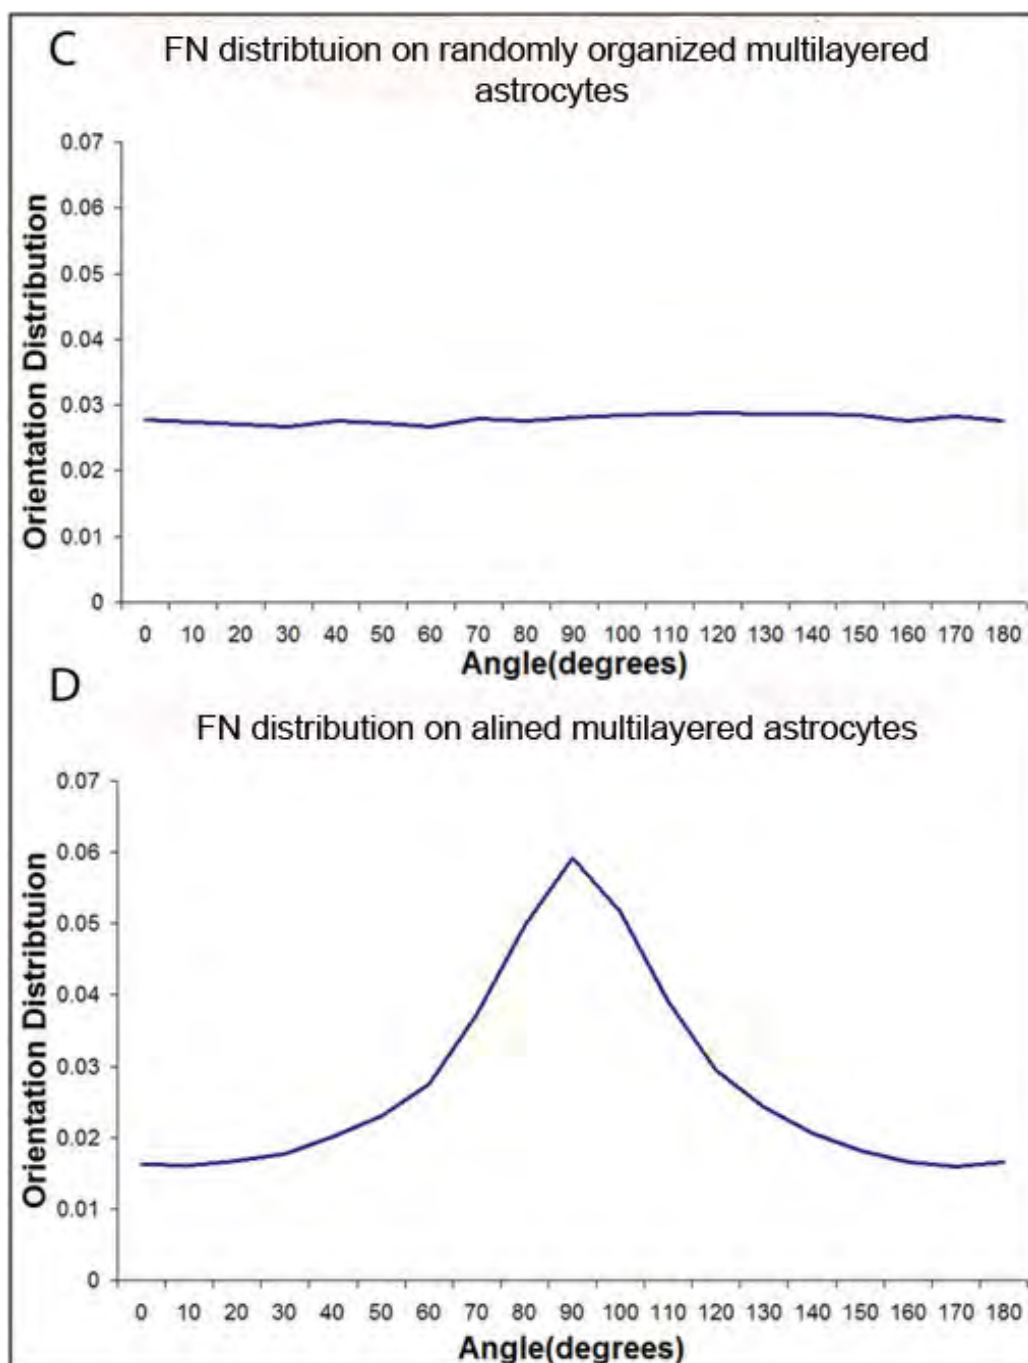 C
FN distribtuion on randomly organized multilayered
astrocytes
0.07
0.06
0.05
0.04
0.03
0.02
0.01
0
Orientation Distribution
0 10 20 30 40 50 60 70 80 90 100 110 120 130 140 150 160 170 180
Angle(degrees)
D
FN distribution on alined multilayered astrocytes
0.07
0.06
0.05
0.04
0.03
0.02
0.01
0
Orientation Distribtuion
0 10 20 30 40 50 60 70 80 90 100 110 120 130 140 150 160 170 180
Angle(degrees)